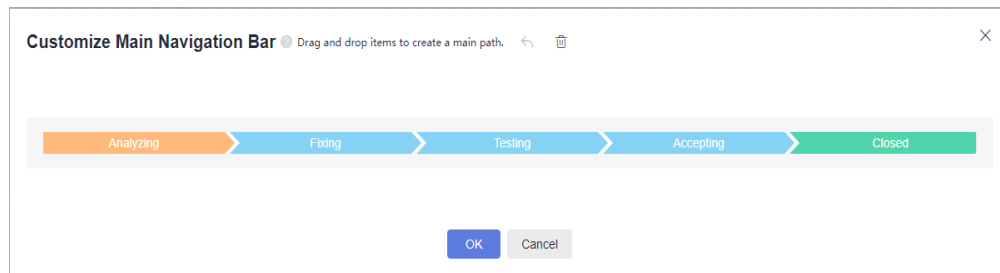 Customize Main Navigation Bar ? Drag and drop items to create a main path.
Analyzing Fixing Testing Accepting Closed
OK Cancel